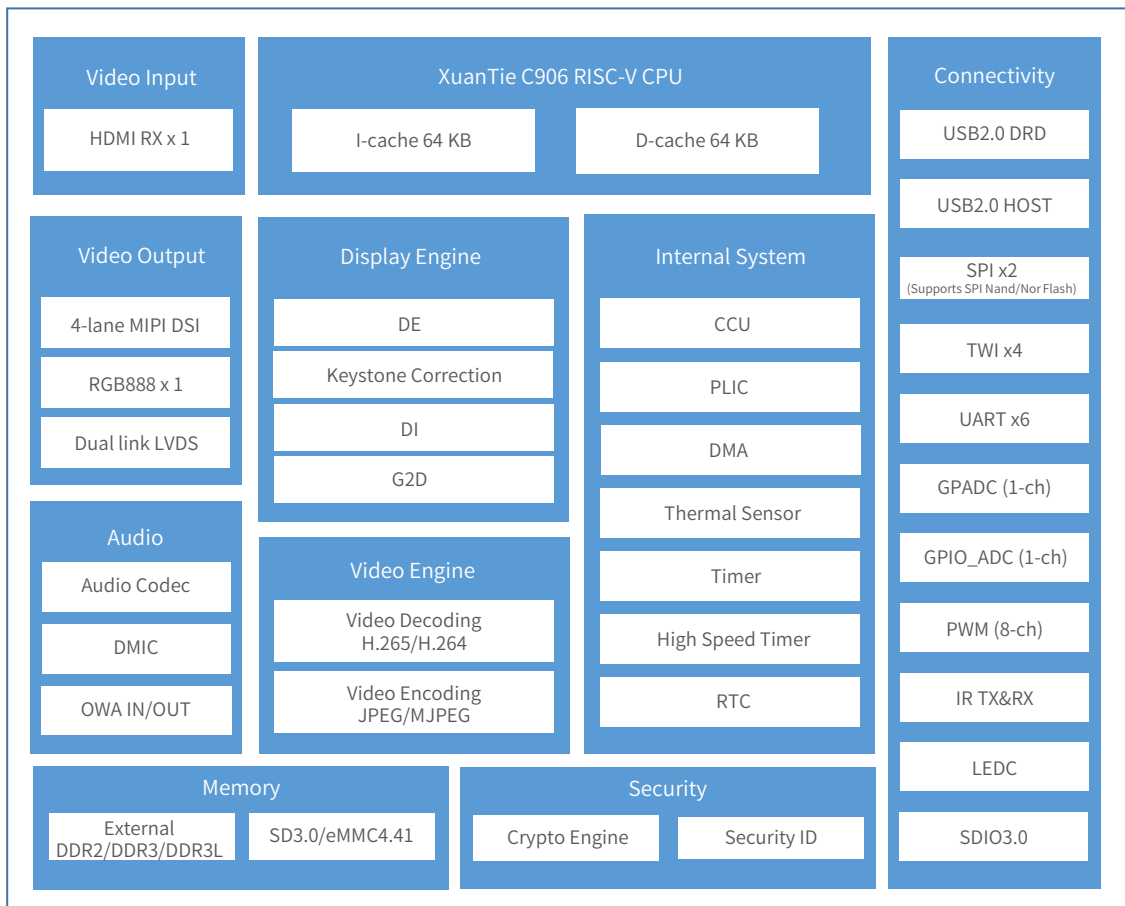 Video Input
HDMI RX x 1
XuanTie C906 RISC-V CPU
I-cache 64 KB
D-cache 64 KB
Connectivity
USB2.0 DRD
USB2.0 HOST
SPI x2
(Supports SPI Nand/Nor Flash)
TWI x4
UART x6
GPADC (1-ch)
GPIO_ADC (1-ch)
PWM (8-ch)
IR TX&RX
LEDC
SDIO3.0
Video Output
4-lane MIPI DSI
RGB888 x 1
Dual link LVDS
Display Engine
DE
Keystone Correction
DI
G2D
Internal System
CCU
PLIC
DMA
Thermal Sensor
Timer
High Speed Timer
RTC
Audio
Audio Codec
DMIC
OWA IN/OUT
Video Engine
Video Decoding
H.265/H.264
Video Encoding
JPEG/MJPEG
Memory
External
DDR2/DDR3/DDR3L
SD3.0/eMMC4.41
Security
Crypto Engine
Security ID